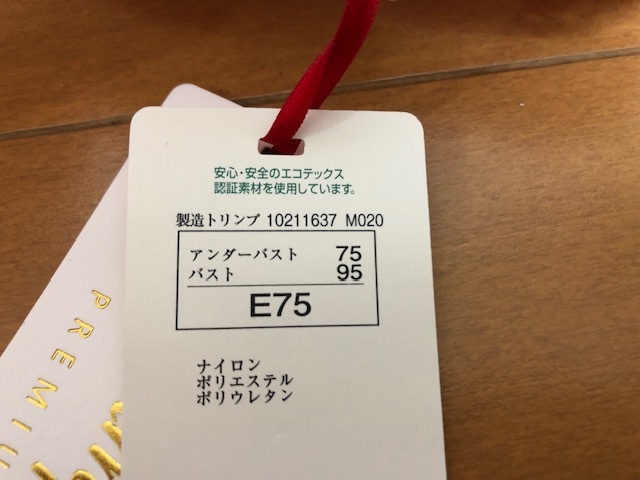 安心・安全のエコテックス
認証素材を使用しています。
製造トリンプ 10211637 M020
アンダーバスト 75
バスト 95
E75
ナイロン
ポリエステル
ポリウレタン
PREMIU